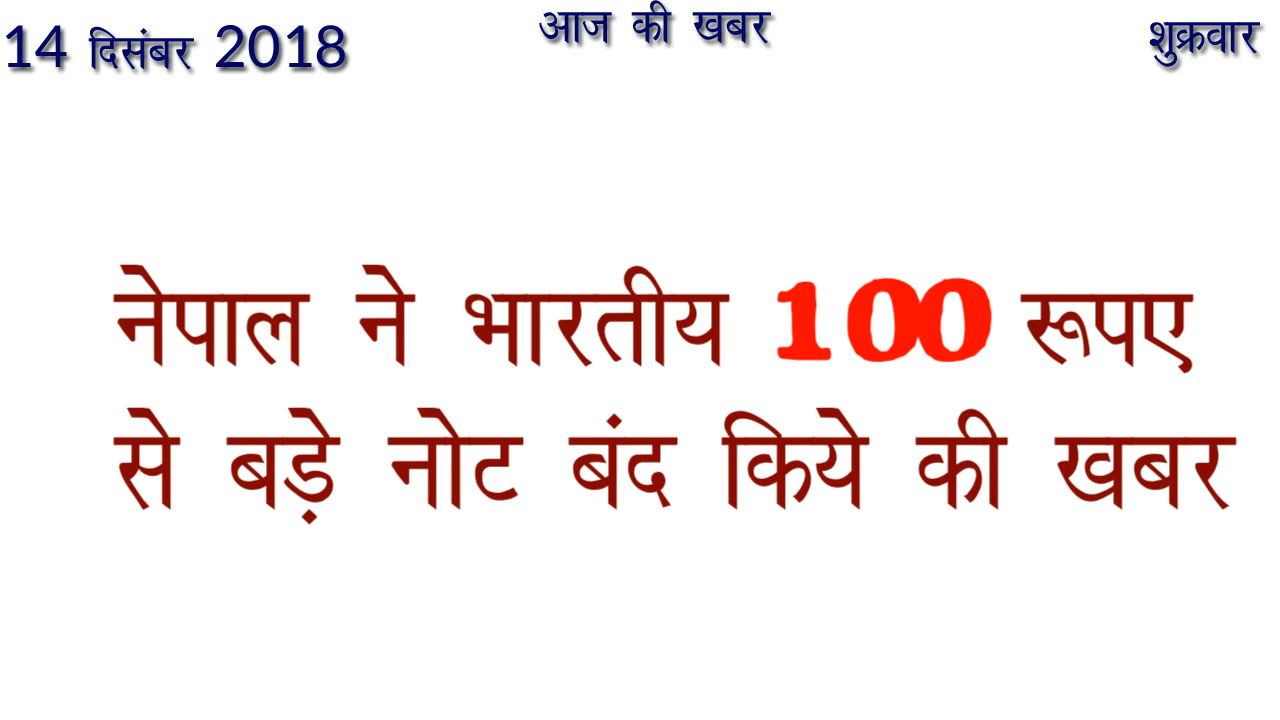 14 दिसंबर 2018 आज की खबर शुक्रवार
नेपाल ने भारतीय 100 रूपए
से बड़े नोट बंद किये की खबर